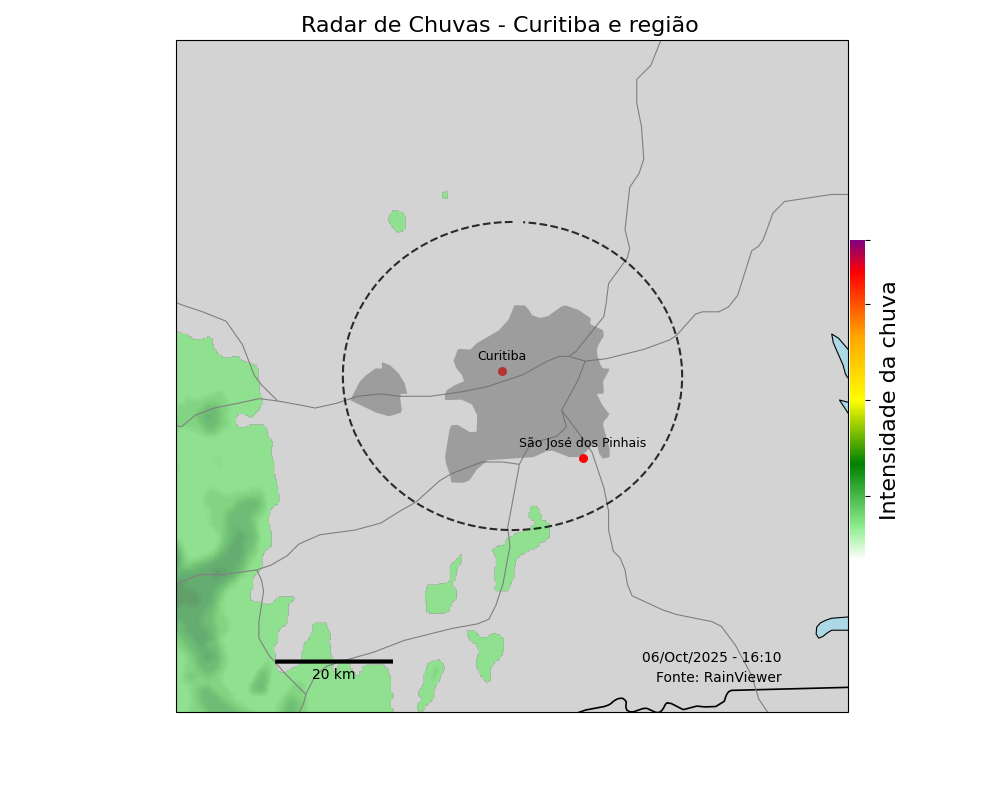 Radar de Chuvas - Curitiba e região
Curitiba
São José dos Pinhais
Intensidade da chuva
06/Oct/2025 - 16:10
20 km
Fonte: RainViewer